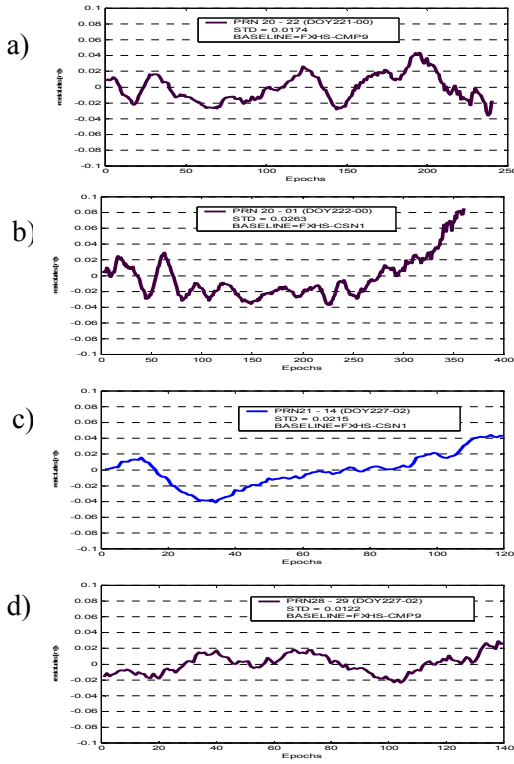 a)
PRN 20 - 22 (DOY221-00)
STD = 0.0174
BASELINE=FXHS-CMP9
0.1
0.08
0.06
0.04
0.02
0
-0.02
-0.04
-0.06
-0.08
-0.1
0 50 100 150 200 250
Epochs
b)
PRN 20 - 01 (DOY222-00)
STD = 0.0263
BASELINE=FXHS-CSN1
0.1
0.08
0.06
0.04
0.02
0
-0.02
-0.04
-0.06
-0.08
-0.1
0 50 100 150 200 250 300 350 400
Epochs
c)
PRN21 - 14 (DOY227-02)
STD = 0.0215
BASELINE=FXHS-CSN1
0.1
0.08
0.06
0.04
0.02
0
-0.02
-0.04
-0.06
-0.08
-0.1
0 20 40 60 80 100 120
Epochs
d)
PRN28 - 29 (DOY227-02)
STD = 0.0122
BASELINE=FXHS-CMP9
0.1
0.08
0.06
0.04
0.02
0
-0.02
-0.04
-0.06
-0.08
-0.1
0 20 40 60 80 100 120 140
Epochs